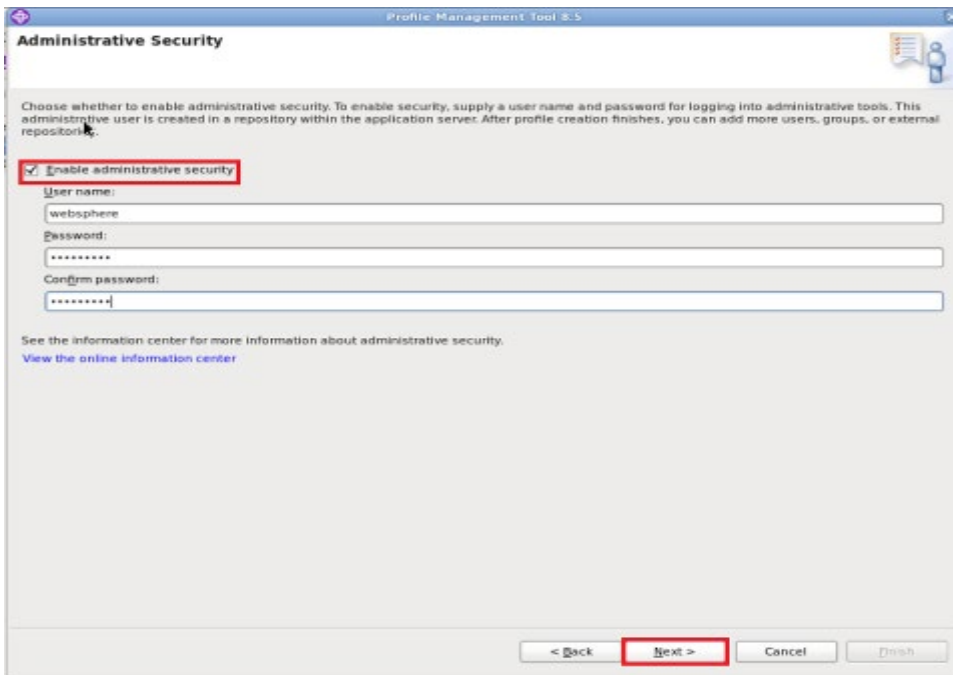 Profile Management Tool 8.5
Administrative Security
Choose whether to enable administrative security. To enable security, supply a user name and password for logging into administrative tools. This
administrative user is created in a repository within the application server. After profile creation finishes, you can add more users, groups, or external
repositories.
Enable administrative security
User name:
websphere
Password:
•••••••••
Confirm password:
•••••••••
See the information center for more information about administrative security.
View the online information center
< Back Next > Cancel Finish